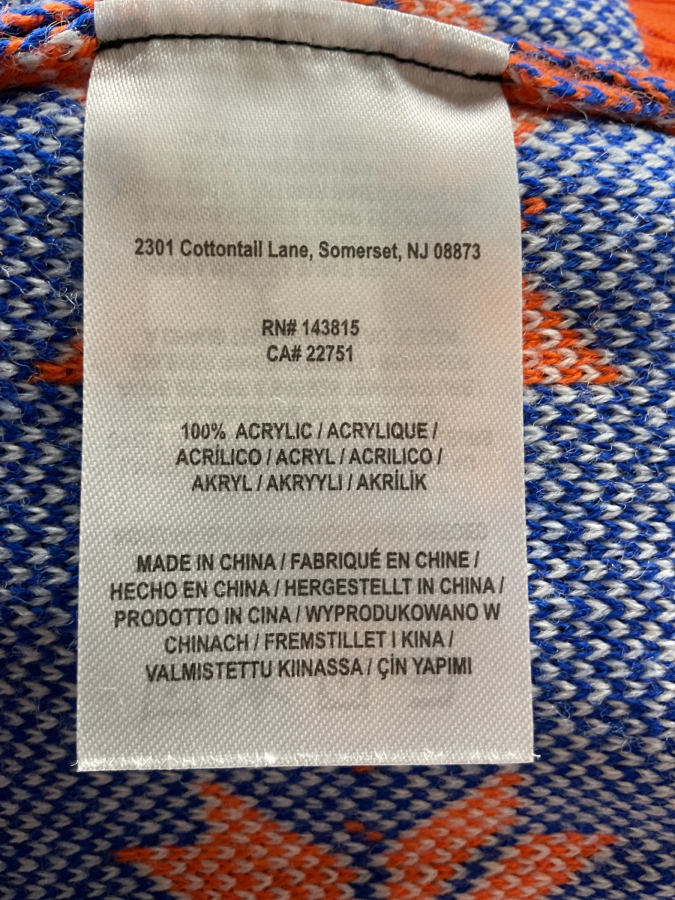 2301 Cottontail Lane, Somerset, NJ 08873
RN# 143815
CA# 22751
100% ACRYLIC / ACRYLIQUE /
ACRÍLICO / ACRYL / ACRILICO /
AKRYL / AKRYYLI / AKRİLİK
MADE IN CHINA / FABRIQUÉ EN CHINE /
HECHO EN CHINA / HERGESTELLT IN CHINA /
PRODOTTO IN CINA / WYPRODUKOWANO W
CHINACH / FREMSTILLET I KINA /
VALMISTETTU KIINASSA / ÇİN YAPIMI